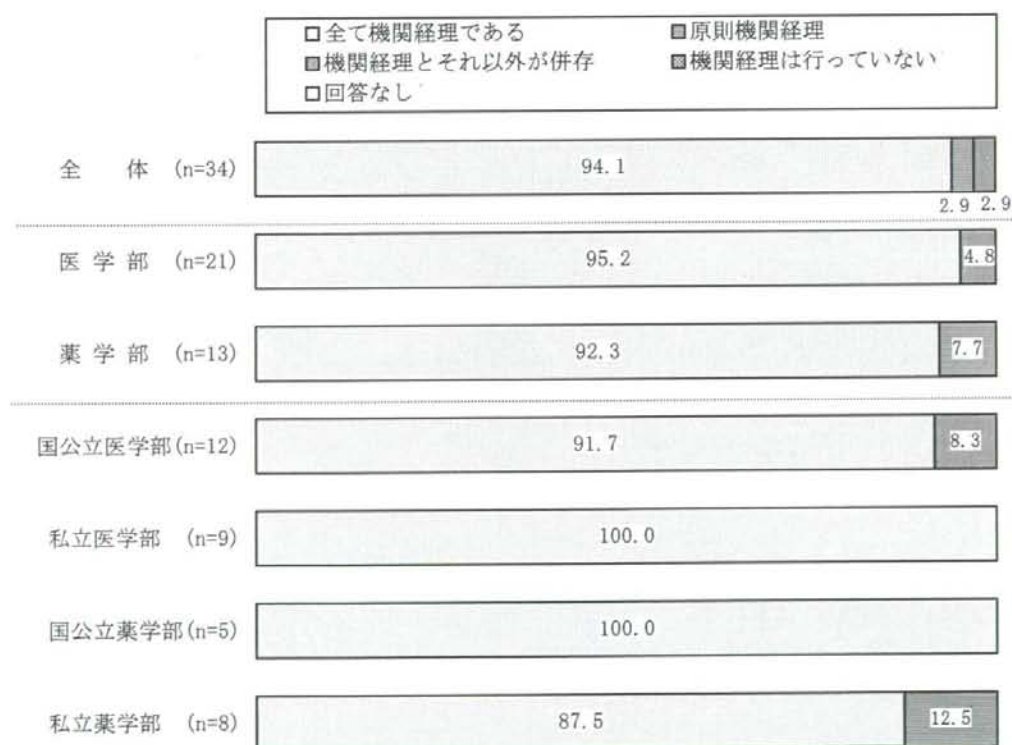 □全て機関経理である ■原則機関経理
■機関経理とそれ以外が併存 ■機関経理は行っていない
□回答なし
全 体 (n=34) 94.1
2.9 2.9
医 学 部 (n=21) 95.2 4.8
薬 学 部 (n=13) 92.3 7.7
国公立医学部(n=12) 91.7 8.3
私立医学部 (n=9) 100.0
国公立薬学部(n=5) 100.0
私立薬学部 (n=8) 87.5 12.5